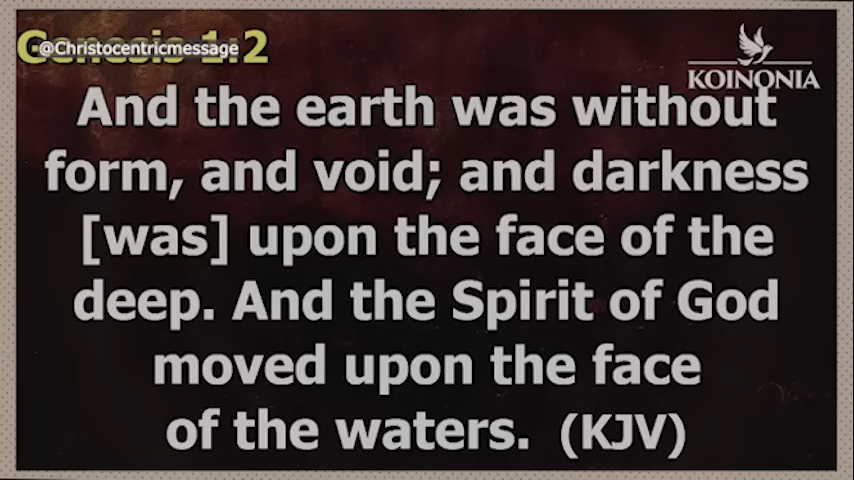 Genesis 1:2
@Christocentricmessage
KOINONIA
And the earth was without
form, and void; and darkness
[was] upon the face of the
deep. And the Spirit of God
moved upon the face
of the waters. (KJV)